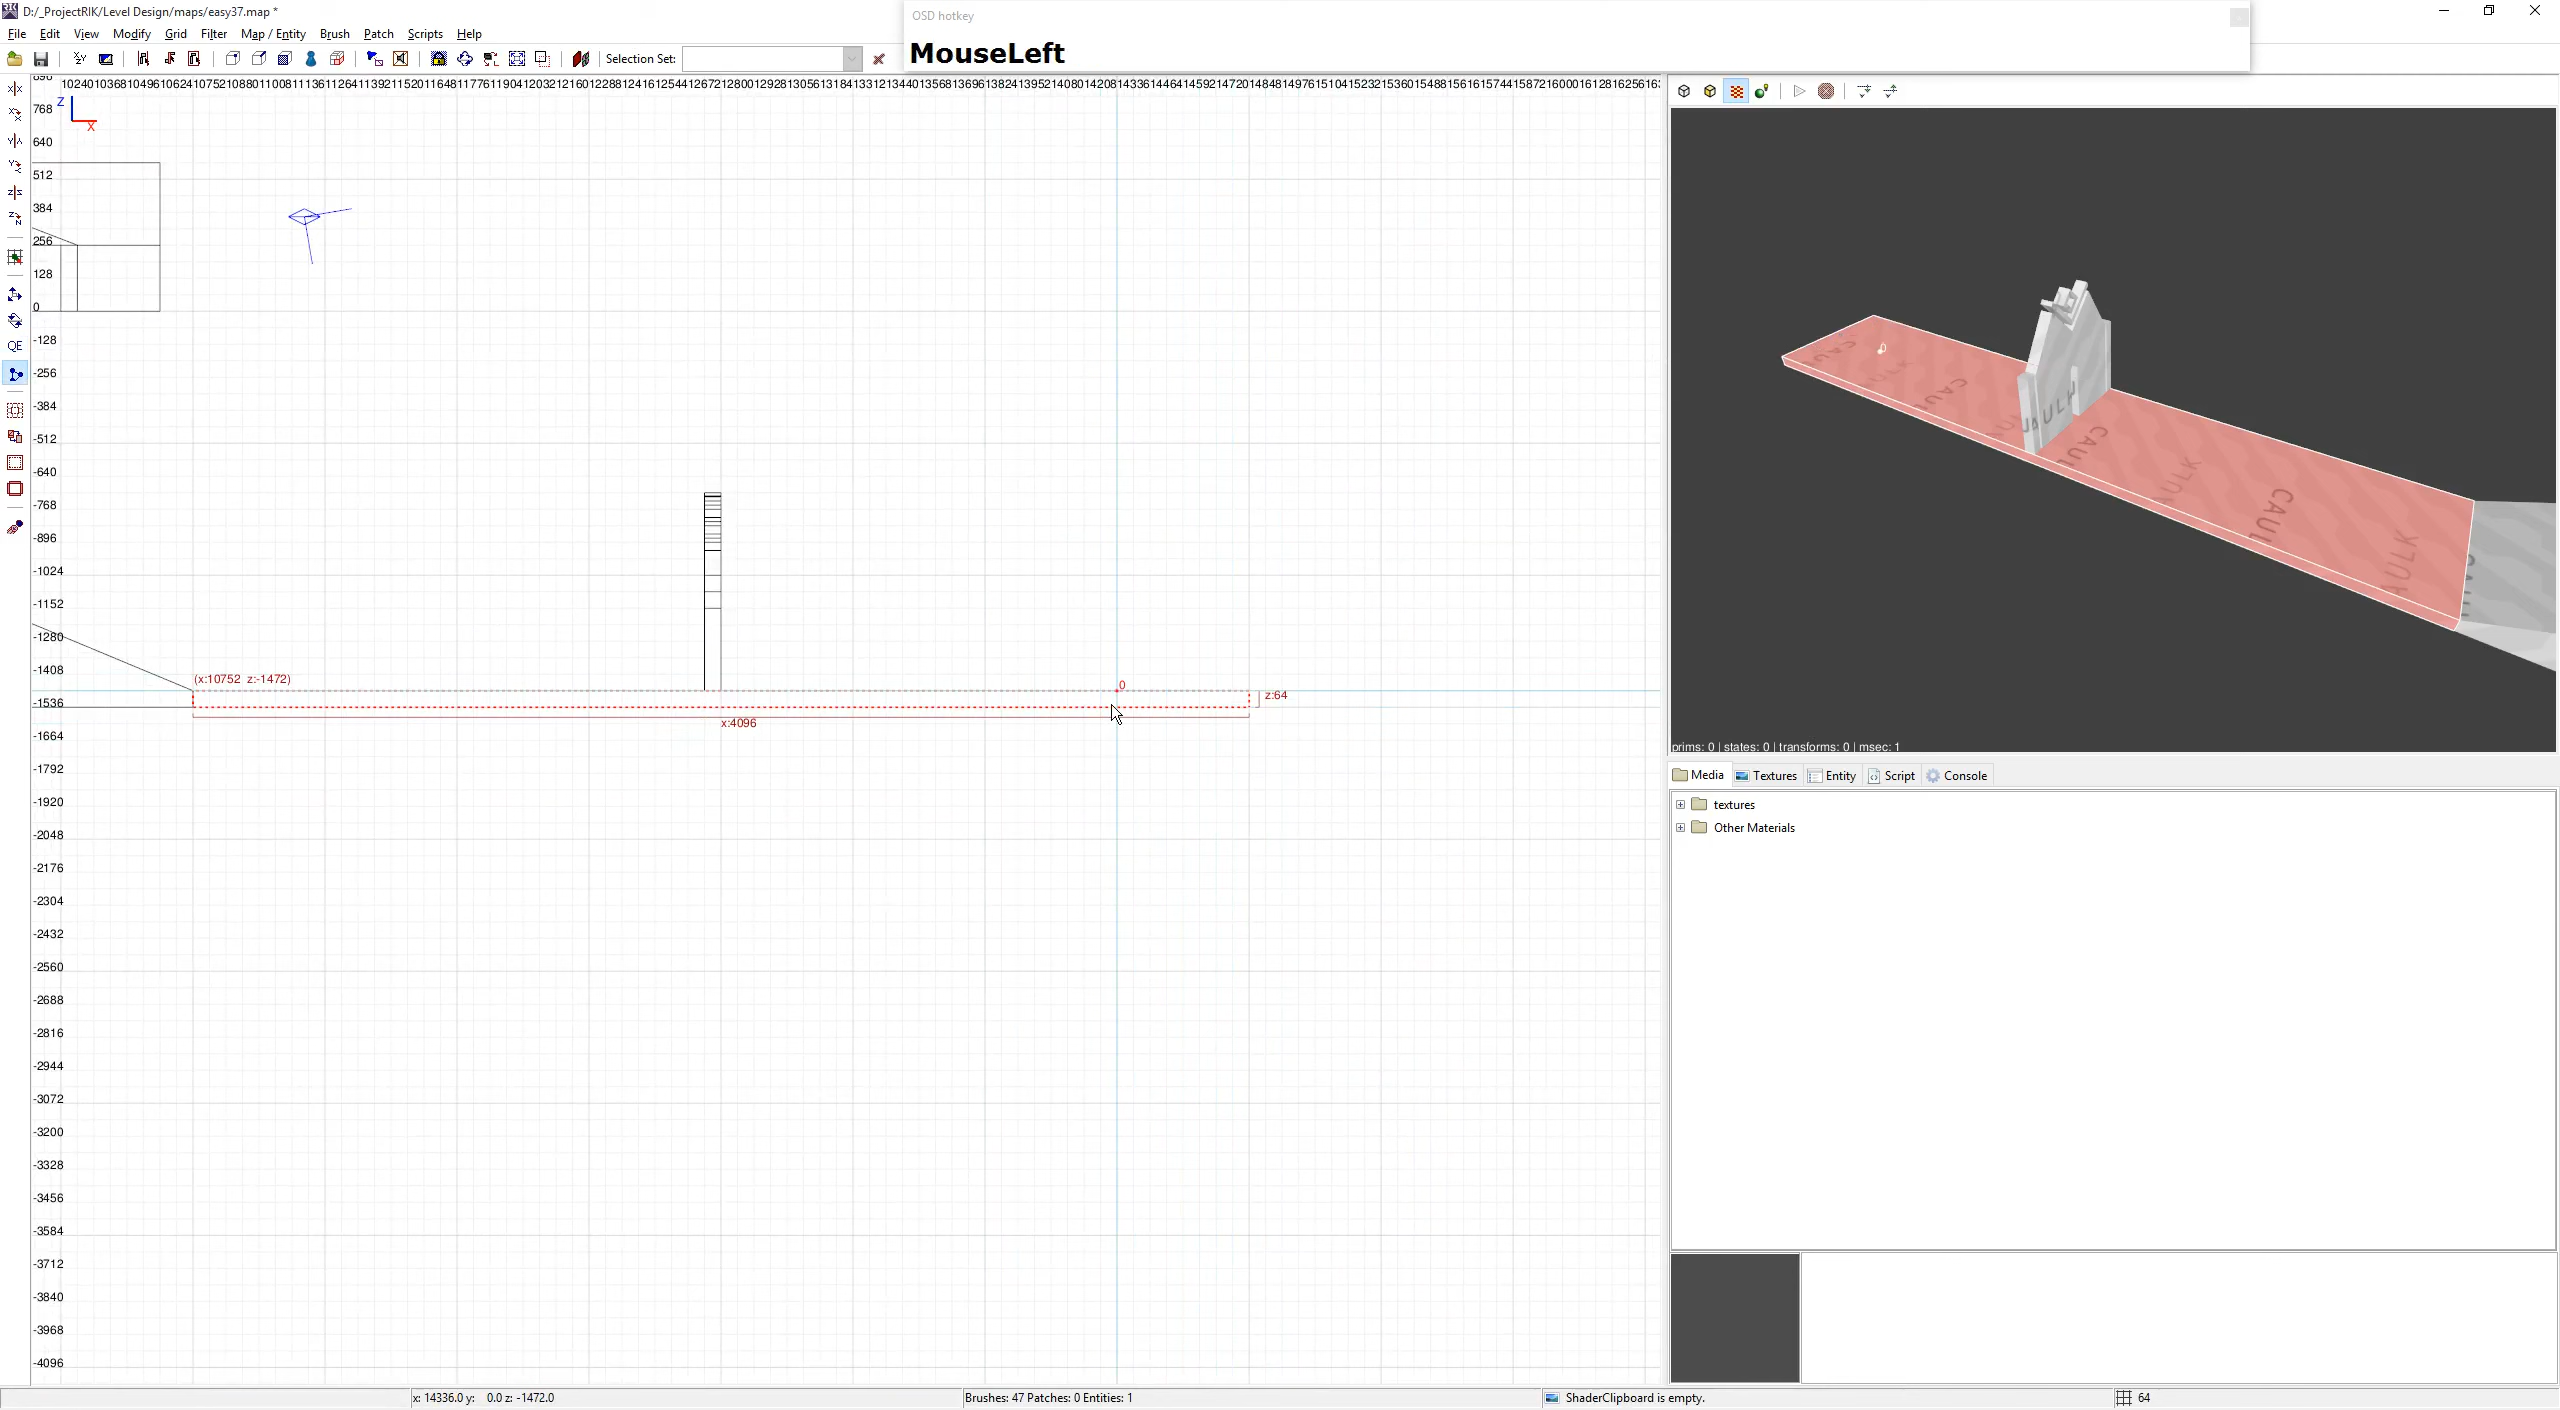 D:/_ProjectRIK/Level Design/maps/easy37.map *
OSD hotkey
MouseLeft
File Edit View Modify Grid Filter Map / Entity Brush Patch Scripts Help
Selection Set:
Z
X
768
640
512
384
256
128
0
-128
-256
-384
-512
-640
-768
-896
-1024
-1152
-1280
-1408
-1536
-1664
-1792
-1920
-2048
-2176
-2304
-2432
-2560
-2688
-2816
-2944
-3072
-3200
-3328
-3456
-3584
-3712
-3840
-3968
-4096
QE
(x:10752 z:-1472)
0
z:64
x:4096
CAULK
prims: 0 | states: 0 | transforms: 0 | msec: 1
Media Textures Entity Script Console
textures
Other Materials
x: 14336.0 y: 0.0 z: -1472.0
Brushes: 47 Patches: 0 Entities: 1
ShaderClipboard is empty.
64